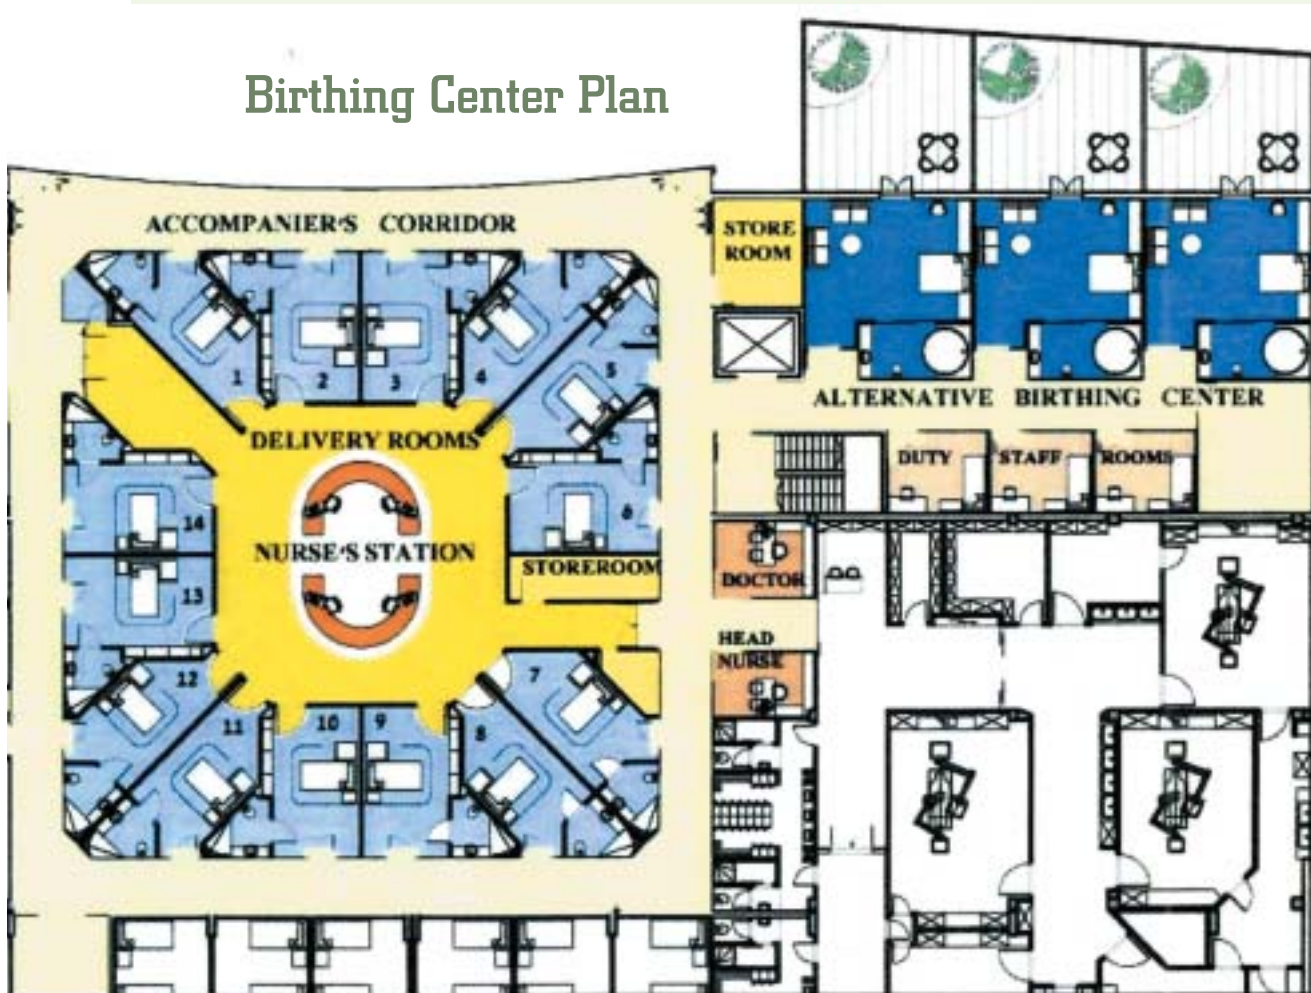 Birthing Center Plan
ACCOMPANIER'S CORRIDOR
STORE
ROOM
1
2
3
4
5
ALTERNATIVE BIRTHING CENTER
DELIVERY ROOMS
DUTY STAFF ROOMS
6
14
NURSE'S STATION
STOREROOM
DOCTOR
13
HEAD
NURSE
12
7
11
10
9
8